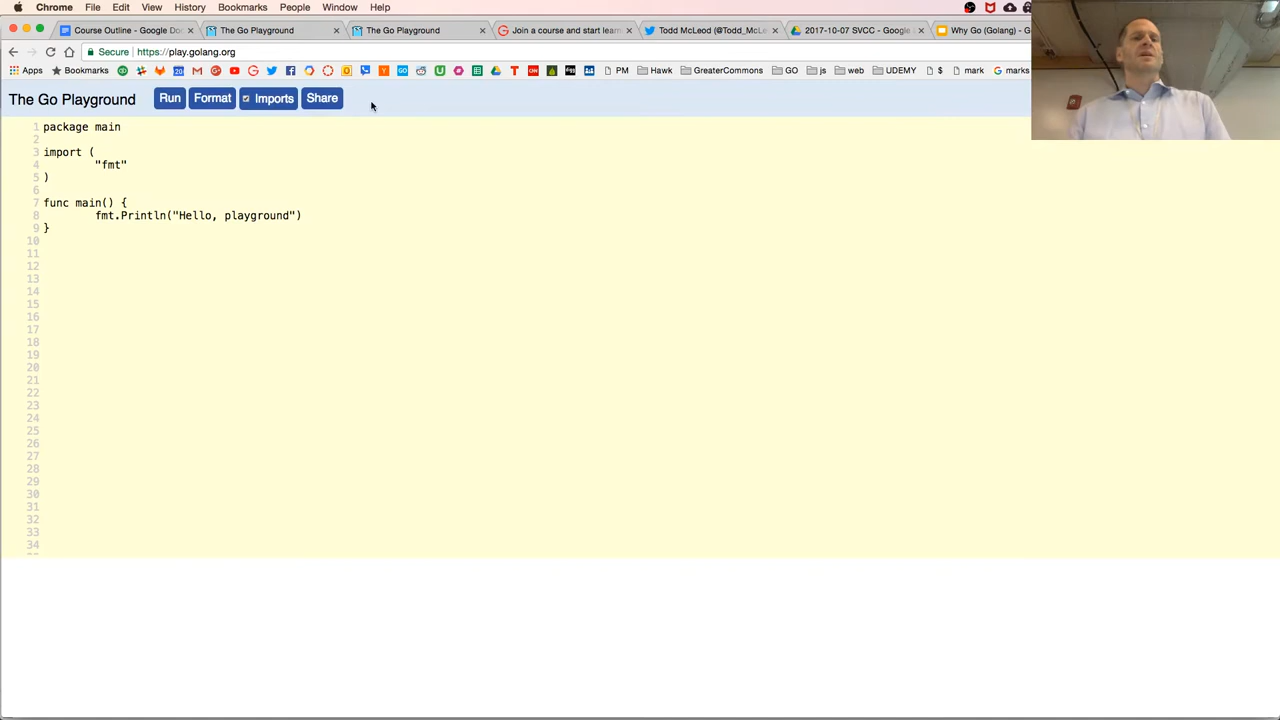 Chrome File Edit View History Bookmarks People Window Help
Course Outline - Google Do
The Go Playground
The Go Playground
Join a course and start learn
Todd McLeod (@Todd_McLe
2017-10-07 SVCC - Google
Why Go (Golang) - G
Secure https://play.golang.org
Apps Bookmarks PM Hawk GreaterCommons GO js web UDEMY $ mark marks
The Go Playground Run Format Imports Share
1 package main
2
3 import (
4 "fmt"
5 )
6
7 func main() {
8 fmt.Println("Hello, playground")
9 }
10
11
12
13
14
15
16
17
18
19
20
21
22
23
24
25
26
27
28
29
30
31
32
33
34